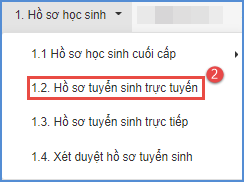 1. Hồ sơ học sinh
1.1 Hồ sơ học sinh cuối cấp
2
1.2. Hồ sơ tuyển sinh trực tuyến
1.3. Hồ sơ tuyển sinh trực tiếp
1.4. Xét duyệt hồ sơ tuyển sinh